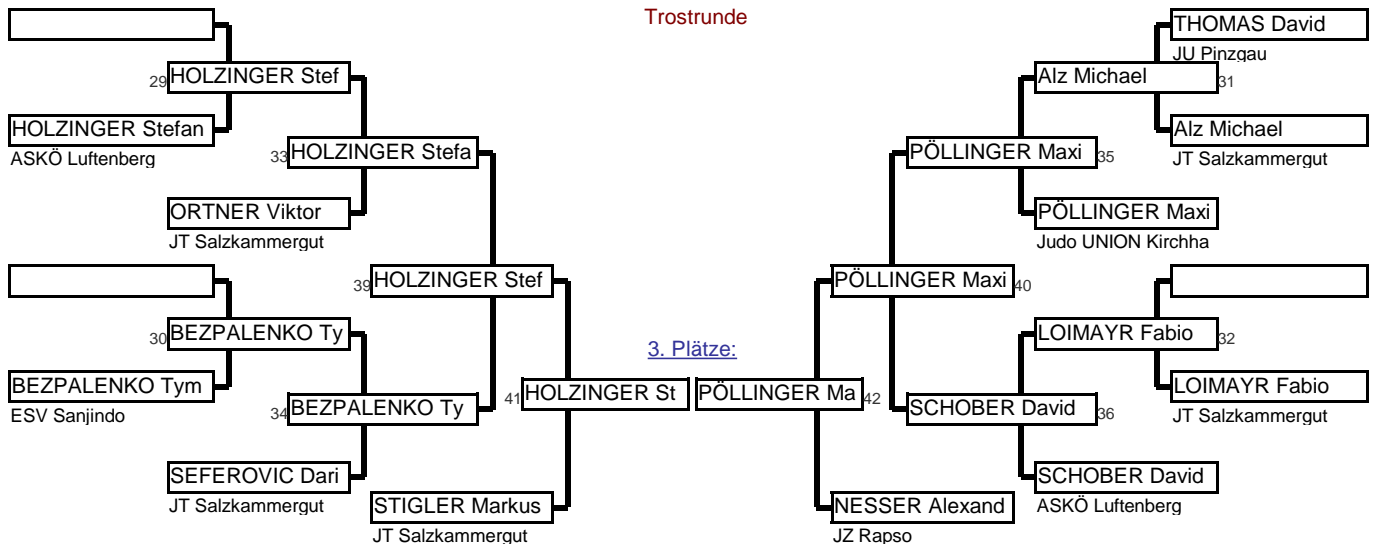 Trostrunde
THOMAS David
JU Pinzgau
29 HOLZINGER Stef
Alz Michael 31
HOLZINGER Stefan
ASKÖ Luftenberg
Alz Michael
JT Salzkammergut
33 HOLZINGER Stefa
PÖLLINGER Maxi 35
ORTNER Viktor
JT Salzkammergut
PÖLLINGER Maxi
Judo UNION Kirchha
39 HOLZINGER Stef
PÖLLINGER Maxi 40
30 BEZPALENKO Ty
LOIMAYR Fabio 32
3. Plätze:
BEZPALENKO Tym
ESV Sanjindo
LOIMAYR Fabio
JT Salzkammergut
34 BEZPALENKO Ty
41 HOLZINGER St
PÖLLINGER Ma 42
SCHOBER David 36
SEFEROVIC Dari
JT Salzkammergut
SCHOBER David
ASKÖ Luftenberg
STIGLER Markus
JT Salzkammergut
NESSER Alexand
JZ Rapso